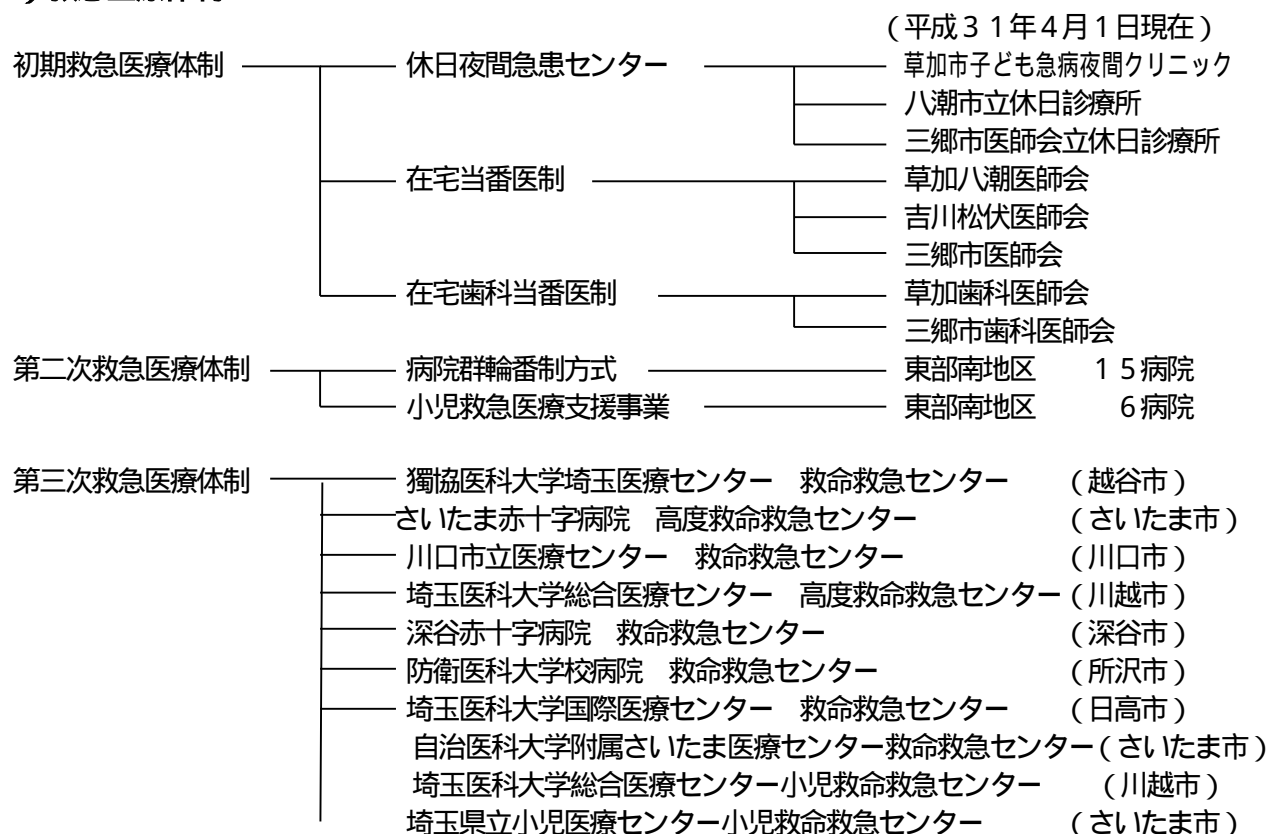 (平成31年4月1日現在)
初期救急医療体制 休日夜間急患センター 草加市子ども急病夜間クリニック
八潮市立休日診療所
三郷市医師会立休日診療所
在宅当番医制 草加八潮医師会
吉川松伏医師会
三郷市医師会
在宅歯科当番医制 草加歯科医師会
三郷市歯科医師会
第二次救急医療体制 病院群輪番制方式 東部南地区 15病院
小児救急医療支援事業 東部南地区 6病院
第三次救急医療体制 獨協医科大学埼玉医療センター 救命救急センター (越谷市)
さいたま赤十字病院 高度救命救急センター (さいたま市)
川口市立医療センター 救命救急センター (川口市)
埼玉医科大学総合医療センター 高度救命救急センター(川越市)
深谷赤十字病院 救命救急センター (深谷市)
防衛医科大学校病院 救命救急センター (所沢市)
埼玉医科大学国際医療センター 救命救急センター (日高市)
自治医科大学附属さいたま医療センター救命救急センター(さいたま市)
埼玉医科大学総合医療センター小児救命救急センター (川越市)
埼玉県立小児医療センター小児救命救急センター (さいたま市)